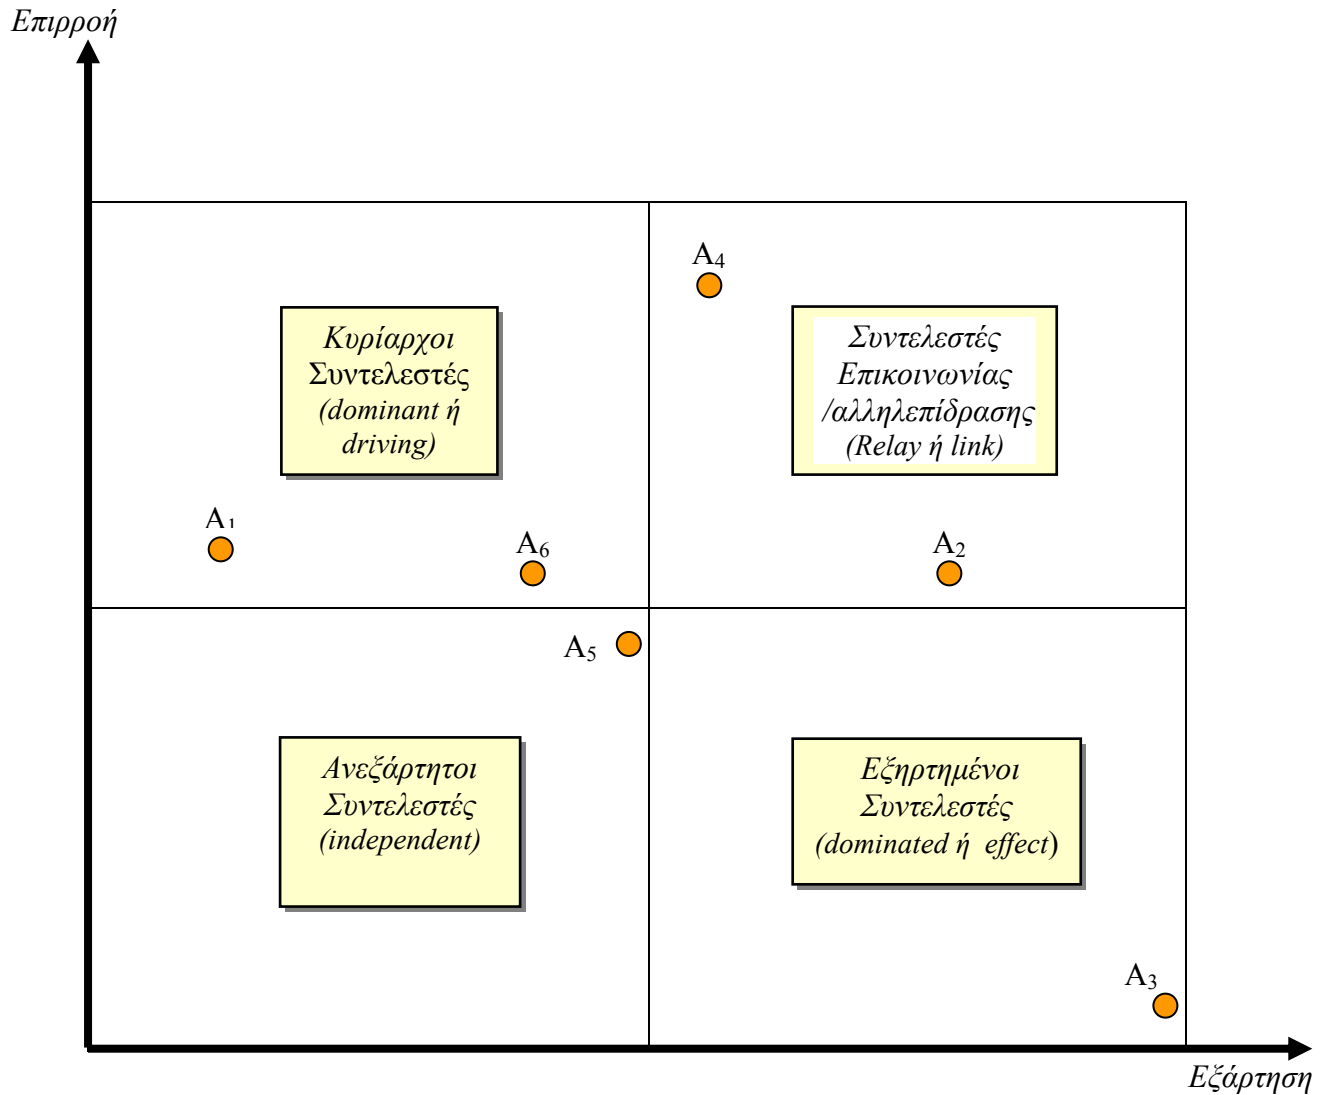 Επιρροή
A₄
Κυρίαρχοι
Συντελεστές
(dominant ή
driving)
Συντελεστές
Επικοινωνίας
/αλληλεπίδρασης
(Relay ή link)
A₁
A₆
A₂
A₅
Ανεξάρτητοι
Συντελεστές
(independent)
Εξηρτημένοι
Συντελεστές
(dominated ή effect)
A₃
Εξάρτηση